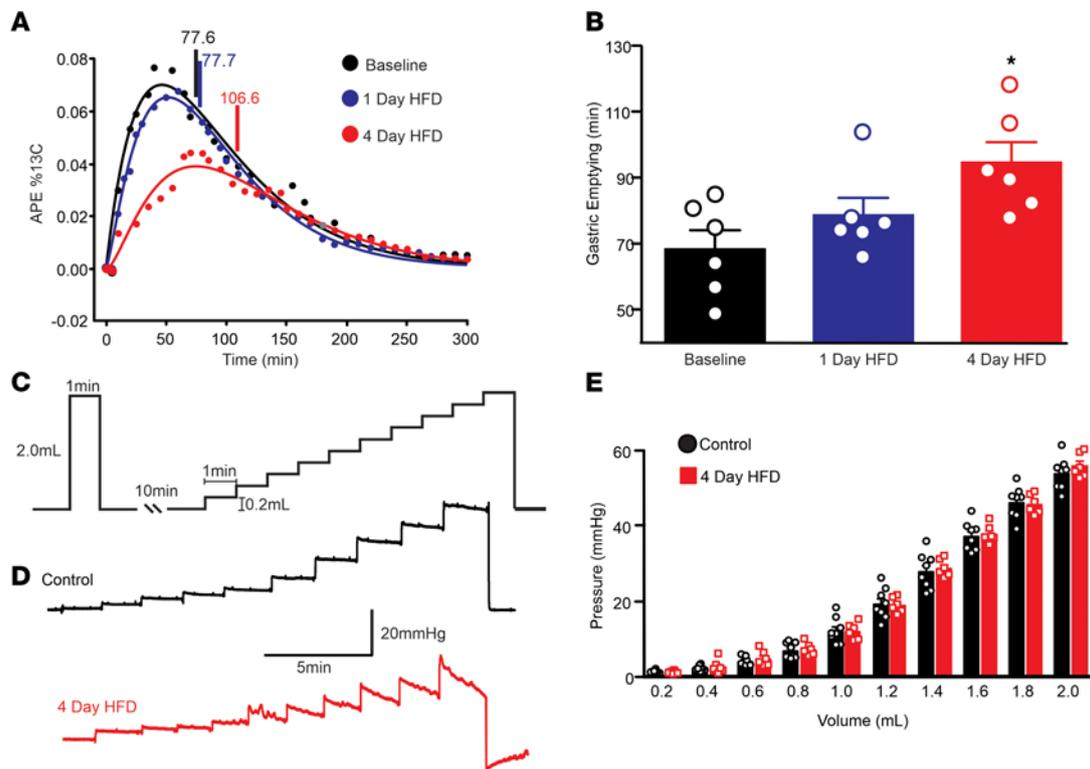 A
77.6
77.7
106.6
Baseline
1 Day HFD
4 Day HFD
0.08
0.06
0.04
0.02
0.00
-0.02
APE %13C
0
50
100
150
200
250
300
Time (min)
B
130
110
90
70
50
Gastric Emptying (min)
*
Baseline
1 Day HFD
4 Day HFD
C
1min
2.0mL
10min
1min
0.2mL
D
Control
20mmHg
5min
4 Day HFD
E
Control
4 Day HFD
60
40
20
0
Pressure (mmHg)
0.2 0.4 0.6 0.8 1.0 1.2 1.4 1.6 1.8 2.0
Volume (mL)